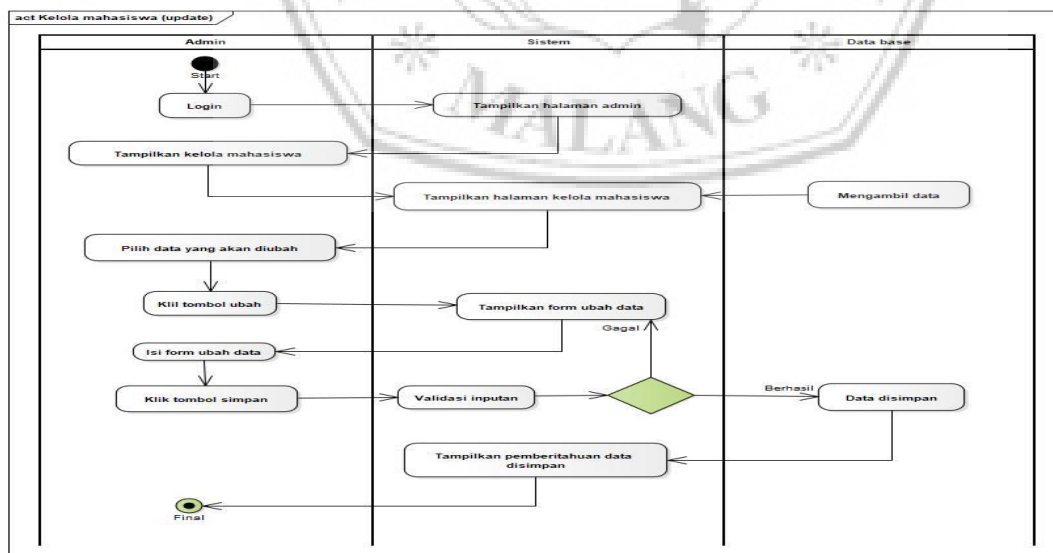 act Kelola mahasiswa (update)
Admin
Sistem
Data base
Start
Login
Tampilkan halaman admin
MALANG
Tampilkan kelola mahasiswa
Tampilkan halaman kelola mahasiswa
Mengambil data
Pilih data yang akan diubah
Klil tombol ubah
Tampilkan form ubah data
Gagal
Isi form ubah data
Klik tombol simpan
Validasi inputan
Berhasil
Data disimpan
Tampilkan pemberitahuan data
disimpan
Final